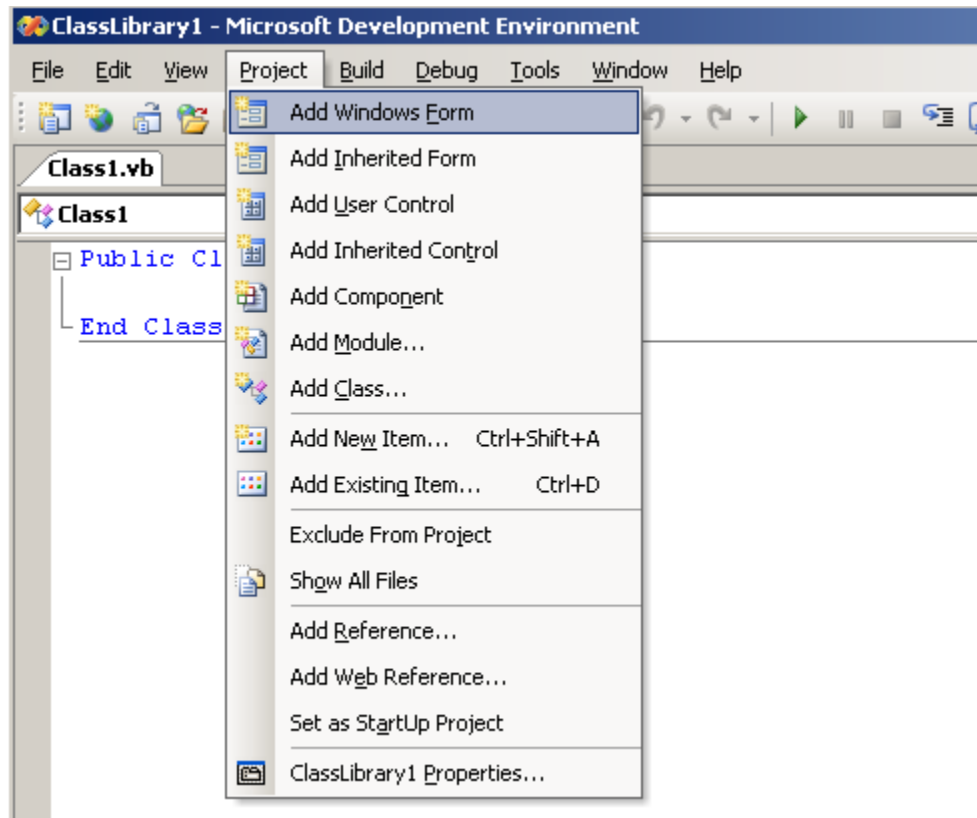 ClassLibrary1 - Microsoft Development Environment
File Edit View Project Build Debug Tools Window Help
Add Windows Form
Class1.vb
Add Inherited Form
Class1
Add User Control
Add Inherited Control
Public Cl
Add Component
End Class
Add Module...
Add Class...
Add New Item... Ctrl+Shift+A
Add Existing Item... Ctrl+D
Exclude From Project
Show All Files
Add Reference...
Add Web Reference...
Set as StartUp Project
ClassLibrary1 Properties...